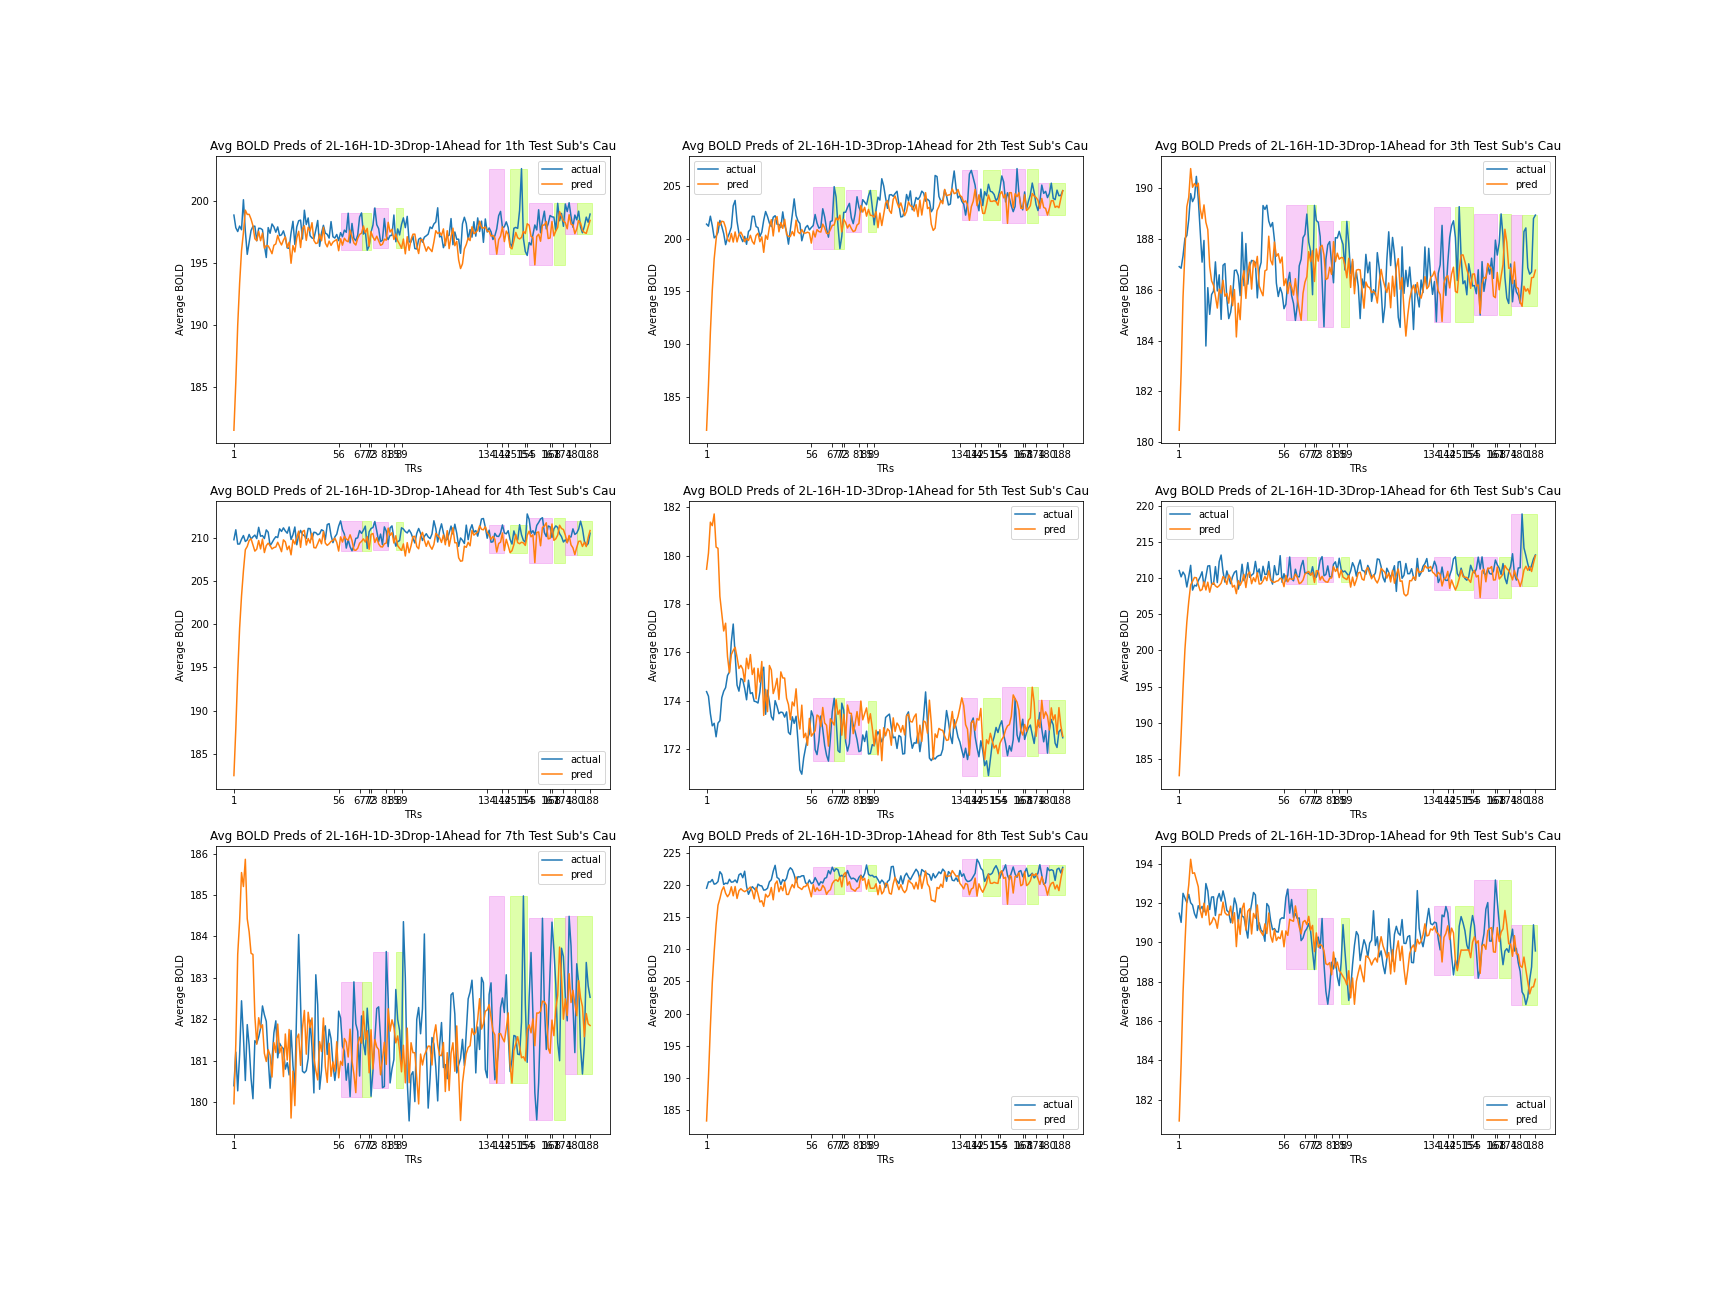 Avg BOLD Preds of 2L-16H-1D-3Drop-1Ahead for 1th Test Sub's Cau
Avg BOLD Preds of 2L-16H-1D-3Drop-1Ahead for 2th Test Sub's Cau
Avg BOLD Preds of 2L-16H-1D-3Drop-1Ahead for 3th Test Sub's Cau
actual
pred
200
195
190
185
Average BOLD
1 56 89 188
TRs
actual
pred
205
200
195
190
185
Average BOLD
1 56 89 188
TRs
actual
pred
190
188
186
184
182
180
Average BOLD
1 56 89 188
TRs
Avg BOLD Preds of 2L-16H-1D-3Drop-1Ahead for 4th Test Sub's Cau
Avg BOLD Preds of 2L-16H-1D-3Drop-1Ahead for 5th Test Sub's Cau
Avg BOLD Preds of 2L-16H-1D-3Drop-1Ahead for 6th Test Sub's Cau
210
205
200
195
190
185
Average BOLD
actual
pred
1 56 89 188
TRs
actual
pred
182
180
178
176
174
172
Average BOLD
1 56 89 188
TRs
actual
pred
220
215
210
205
200
195
190
185
Average BOLD
1 56 89 188
TRs
Avg BOLD Preds of 2L-16H-1D-3Drop-1Ahead for 7th Test Sub's Cau
Avg BOLD Preds of 2L-16H-1D-3Drop-1Ahead for 8th Test Sub's Cau
Avg BOLD Preds of 2L-16H-1D-3Drop-1Ahead for 9th Test Sub's Cau
actual
pred
186
185
184
183
182
181
180
Average BOLD
1 56 89 188
TRs
225
220
215
210
205
200
195
190
185
Average BOLD
actual
pred
1 56 89 188
TRs
194
192
190
188
186
184
182
Average BOLD
actual
pred
1 56 89 188
TRs